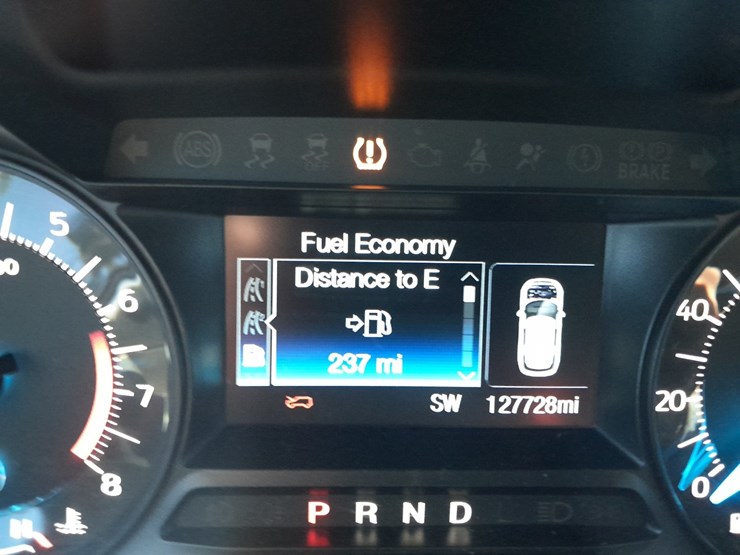 ABS
BRAKE
Fuel Economy
Distance to E
237 mi
SW 127728mi
5
6
7
8
40
20
0
P R N D
H